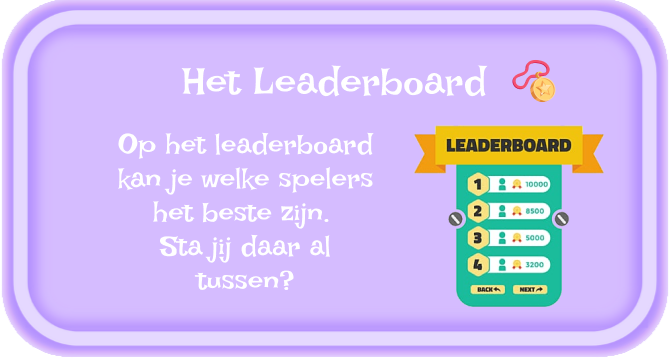 Het Leaderboard
Op het leaderboard
kan je welke spelers
het beste zijn.
Sta jij daar al
tussen?
LEADERBOARD
1 10000
2 8500
3 5000
4 3200
BACK NEXT